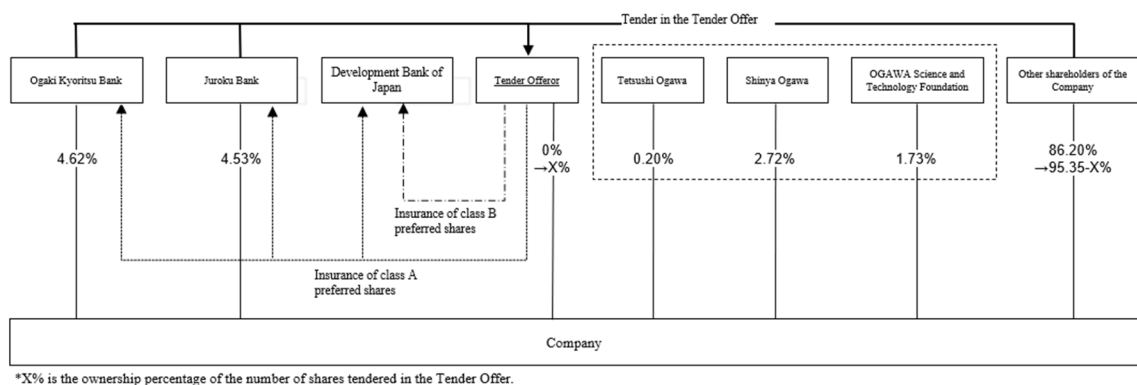 Tender in the Tender Offer
Ogaki Kyoritsu Bank
Juroku Bank
Development Bank of
Japan
Tender Offeror
Tetsushi Ogawa
Shinya Ogawa
OGAWA Science and
Technology Foundation
Other shareholders of the
Company
4.62%
4.53%
0%
→X%
0.20%
2.72%
1.73%
86.20%
→95.35-X%
Insurance of class B
preferred shares
Insurance of class A
preferred shares
Company
*X% is the ownership percentage of the number of shares tendered in the Tender Offer.